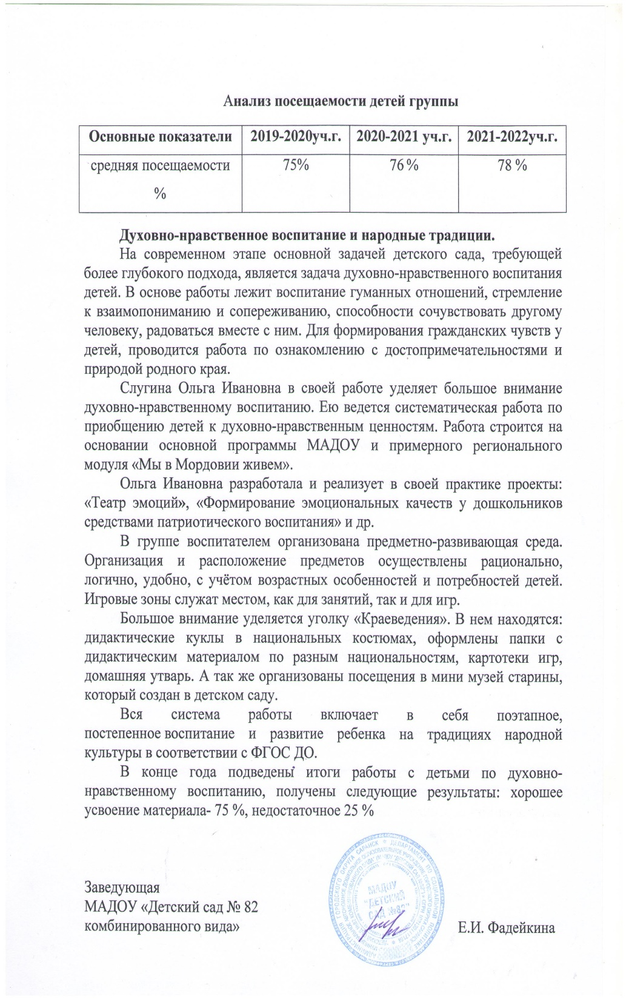 Анализ посещаемости детей группы
Основные показатели 2019-2020уч.г. 2020-2021 уч.г. 2021-2022уч.г.
средняя посещаемости 75% 76 % 78 %
%
Духовно-нравственное воспитание и народные традиции.
На современном этапе основной задачей детского сада, требующей
более глубокого подхода, является задача духовно-нравственного воспитания
детей. В основе работы лежит воспитание гуманных отношений, стремление
к взаимопониманию и сопереживанию, способности сочувствовать другому
человеку, радоваться вместе с ним. Для формирования гражданских чувств у
детей, проводится работа по ознакомлению с достопримечательностями и
природой родного края.
Слугина Ольга Ивановна в своей работе уделяет большое внимание
духовно-нравственному воспитанию. Ею ведется систематическая работа по
приобщению детей к духовно-нравственным ценностям. Работа строится на
основании основной программы МАДОУ и примерного регионального
модуля «Мы в Мордовии живем».
Ольга Ивановна разработала и реализует в своей практике проекты:
«Театр эмоций», «Формирование эмоциональных качеств у дошкольников
средствами патриотического воспитания» и др.
В группе воспитателем организована предметно-развивающая среда.
Организация и расположение предметов осуществлены рационально,
логично, удобно, с учётом возрастных особенностей и потребностей детей.
Игровые зоны служат местом, как для занятий, так и для игр.
Большое внимание уделяется уголку «Краеведения». В нем находятся:
дидактические куклы в национальных костюмах, оформлены папки с
дидактическим материалом по разным национальностям, картотеки игр,
домашняя утварь. А так же организованы посещения в мини музей старины,
который создан в детском саду.
Вся система работы включает в себя поэтапное,
постепенное воспитание и развитие ребенка на традициях народной
культуры в соответствии с ФГОС ДО.
В конце года подведены итоги работы с детьми по духовно-
нравственному воспитанию, получены следующие результаты: хорошее
усвоение материала- 75 %, недостаточное 25 %
Заведующая
МАДОУ «Детский сад № 82
комбинированного вида» Е.И. Фадейкина
МАДОУ
"ДЕТСКИЙ
САД №82"